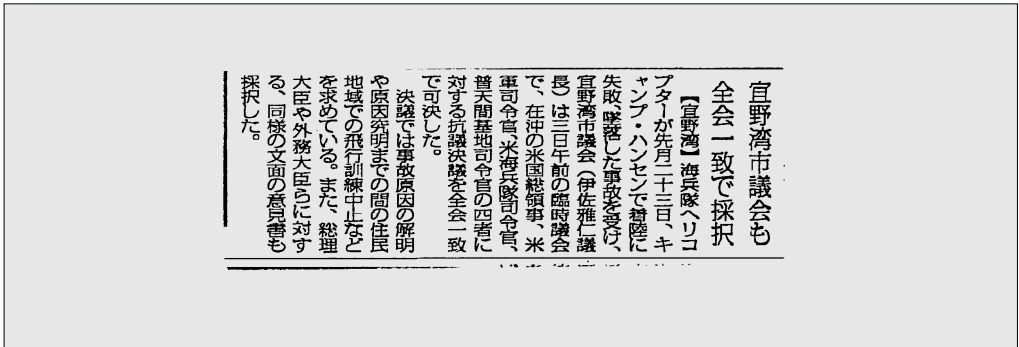 宜野湾市議会も
全会一致で採択
【宜野湾】海兵隊ヘリコ
プターが先月二十三日、キ
ャンプ・ハンセンで着陸に
失敗、墜落した事故を受け、
宜野湾市議会（伊佐雅仁議
長）は三日午前の臨時議会
で、在沖の米国総領事、米
軍司令官、米海兵隊司令官、
普天間基地司令官の四者に
対する抗議決議を全会一致
で可決した。
決議では事故原因の解明
や原因究明までの間の住民
地域での飛行訓練中止など
を求めている。また、総理
大臣や外務大臣らに対す
る、同様の文面の意見書も
採択した。